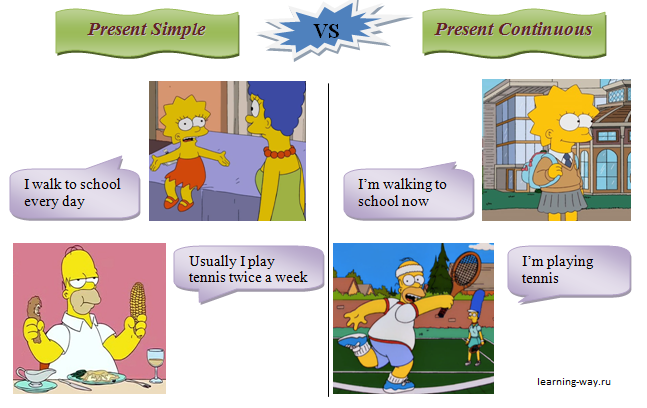 Present Simple
VS
Present Continuous
I walk to school
every day
I'm walking to
school now
Usually I play
tennis twice a week
I'm playing
tennis
learning-way.ru